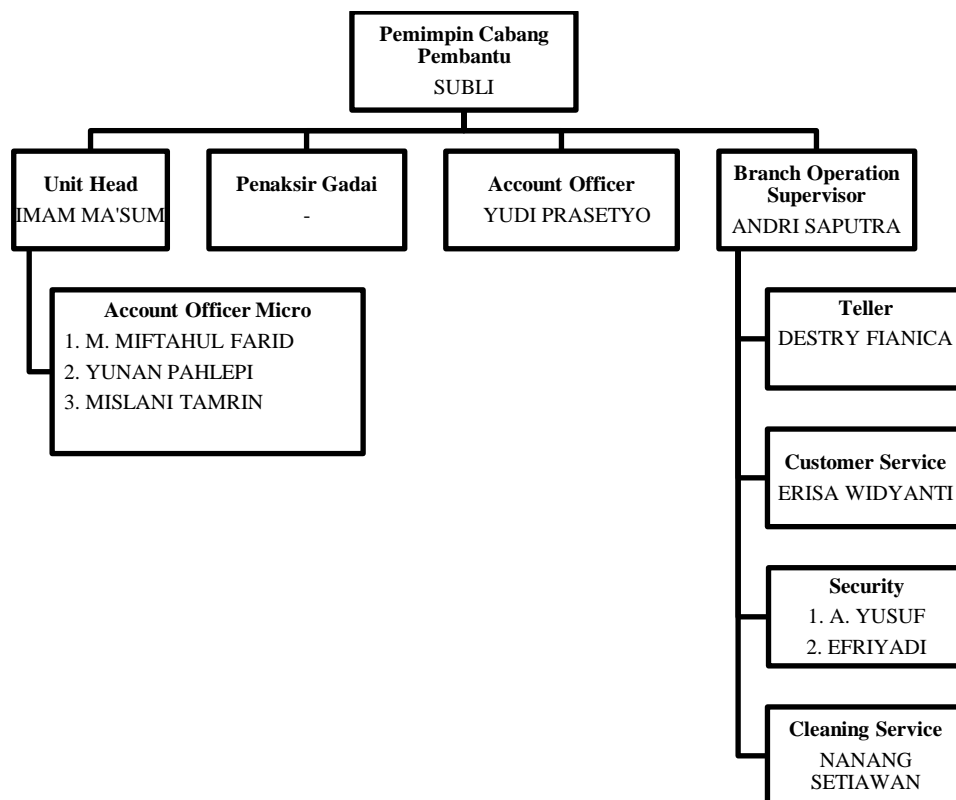 Pemimpin Cabang
Pembantu
SUBLI
Unit Head
IMAM MA'SUM
Penaksir Gadai
-
Account Officer
YUDI PRASETYO
Branch Operation
Supervisor
ANDRI SAPUTRA
Account Officer Micro
1. M. MIFTAHUL FARID
2. YUNAN PAHLEPI
3. MISLANI TAMRIN
Teller
DESTRY FIANICA
Customer Service
ERISA WIDYANTI
Security
1. A. YUSUF
2. EFRIYADI
Cleaning Service
NANANG
SETIAWAN